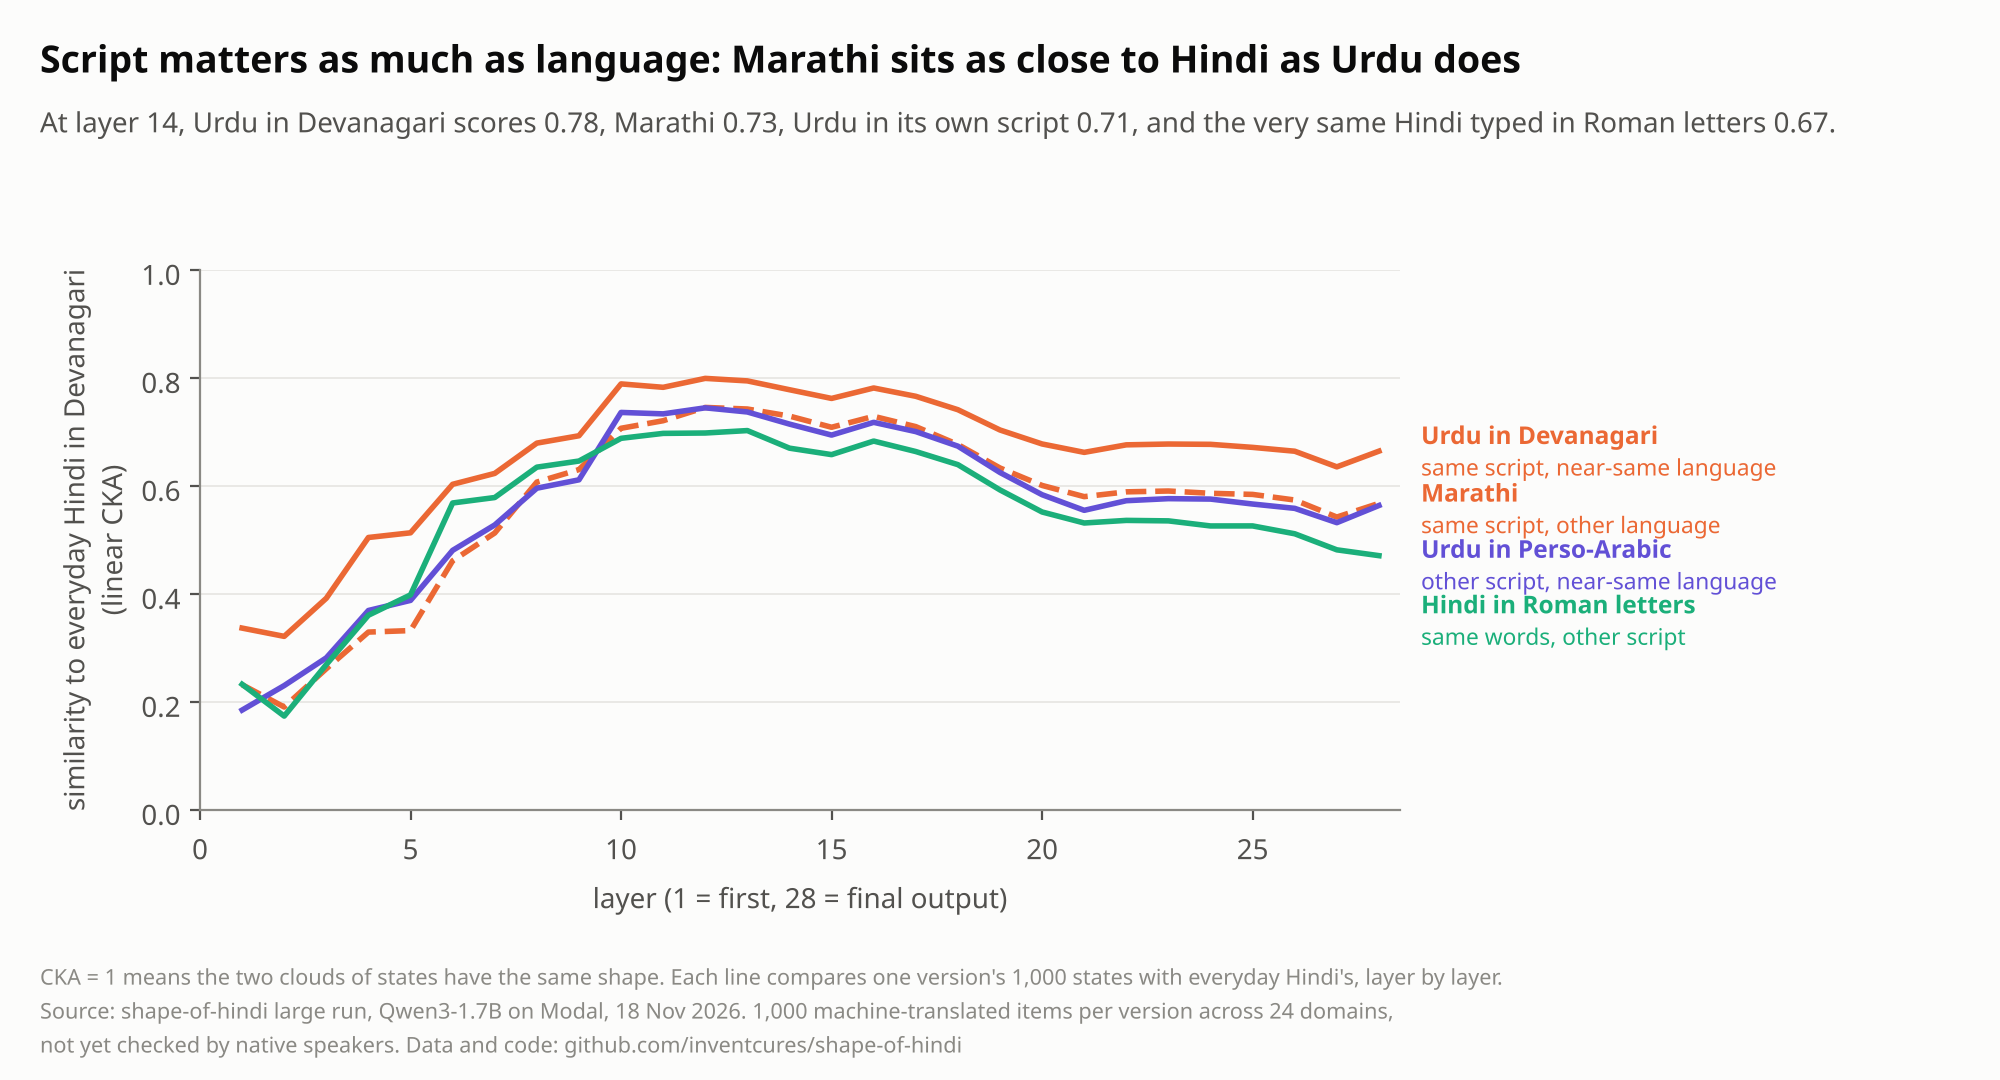 Script matters as much as language: Marathi sits as close to Hindi as Urdu does
At layer 14, Urdu in Devanagari scores 0.78, Marathi 0.73, Urdu in its own script 0.71, and the very same Hindi typed in Roman letters 0.67.
similarity to everyday Hindi in Devanagari
(linear CKA)
1.0
0.8
0.6
0.4
0.2
0.0
0
5
10
15
20
25
layer (1 = first, 28 = final output)
Urdu in Devanagari
same script, near-same language
Marathi
same script, other language
Urdu in Perso-Arabic
other script, near-same language
Hindi in Roman letters
same words, other script
CKA = 1 means the two clouds of states have the same shape. Each line compares one version's 1,000 states with everyday Hindi's, layer by layer.
Source: shape-of-hindi large run, Qwen3-1.7B on Modal, 18 Nov 2026. 1,000 machine-translated items per version across 24 domains,
not yet checked by native speakers. Data and code: github.com/inventcures/shape-of-hindi